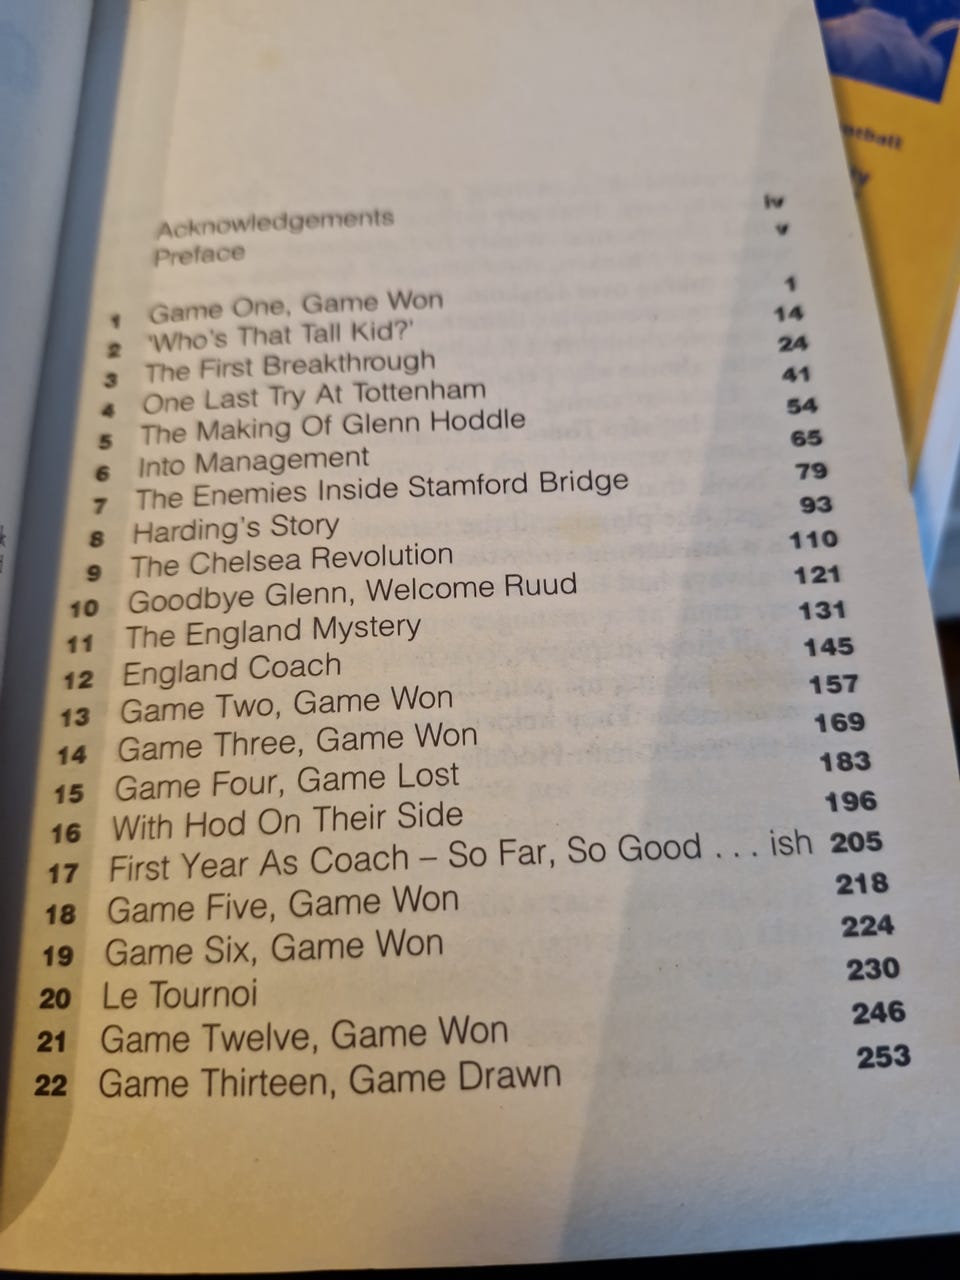 Acknowledgements iv
Preface v
1 Game One, Game Won 1
2 'Who's That Tall Kid?' 14
3 The First Breakthrough 24
4 One Last Try At Tottenham 41
5 The Making Of Glenn Hoddle 54
6 Into Management 65
7 The Enemies Inside Stamford Bridge 79
8 Harding's Story 93
9 The Chelsea Revolution 110
10 Goodbye Glenn, Welcome Ruud 121
11 The England Mystery 131
12 England Coach 145
13 Game Two, Game Won 157
14 Game Three, Game Won 169
15 Game Four, Game Lost 183
16 With Hod On Their Side 196
17 First Year As Coach – So Far, So Good . . . ish 205
18 Game Five, Game Won 218
19 Game Six, Game Won 224
20 Le Tournoi 230
21 Game Twelve, Game Won 246
22 Game Thirteen, Game Drawn 253